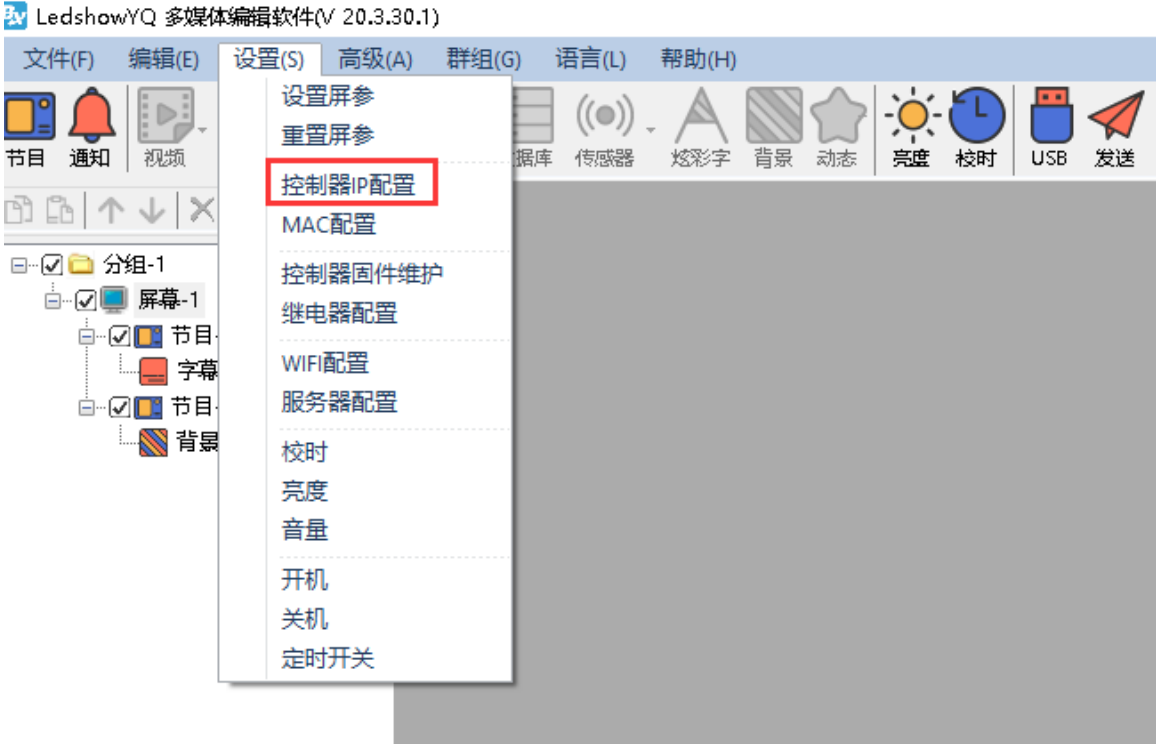 LedshowYQ 多媒体编辑软件(V 20.3.30.1)
文件(F) 编辑(E) 设置(S) 高级(A) 群组(G) 语言(L) 帮助(H)
节目 通知 视频 据库 传感器 炫彩字 背景 动态 亮度 校时 USB 发送
设置屏参
重置屏参
控制器IP配置
MAC配置
控制器固件维护
继电器配置
WIFI配置
服务器配置
校时
亮度
音量
开机
关机
定时开关
分组-1
屏幕-1
节目-
字幕
节目-
背景